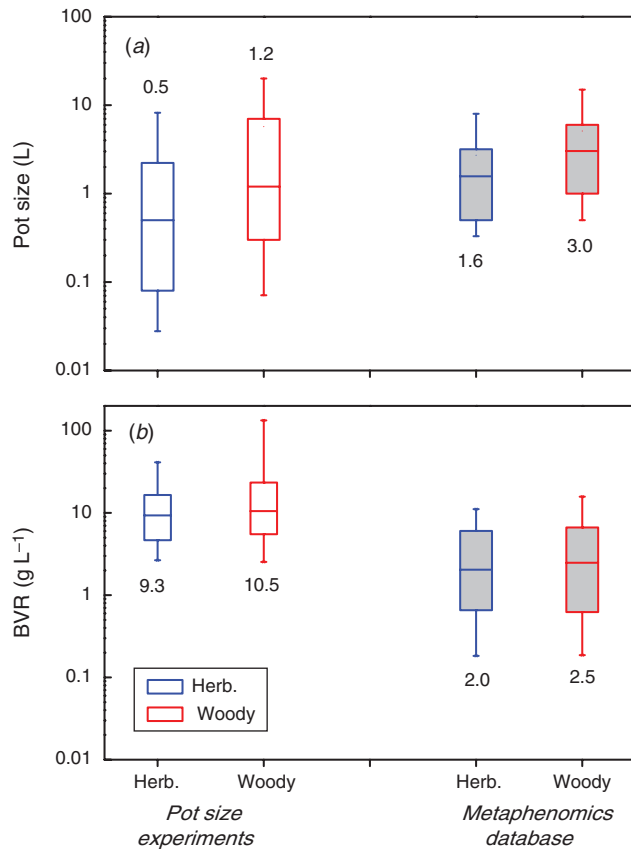 100
(a)
1.2
0.5
10
Pot size (L)
1
1.6
3.0
0.1
0.01
(b)
100
BVR (g L⁻¹)
10
9.3
10.5
1
2.0
2.5
Herb.
Woody
0.1
0.01
Herb.
Woody
Herb.
Woody
Pot size
experiments
Metaphenomics
database